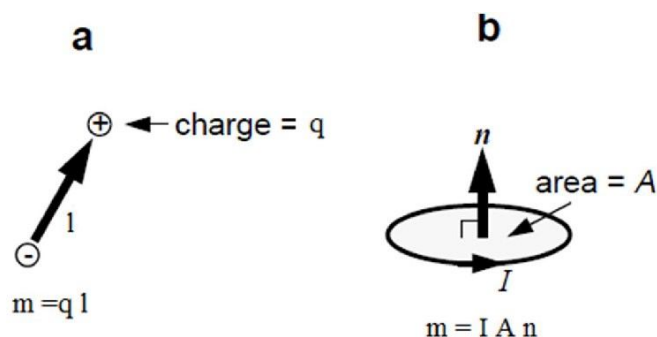 a
+
charge = q
l
-
m =q l
b
n
area = A
I
m = I A n